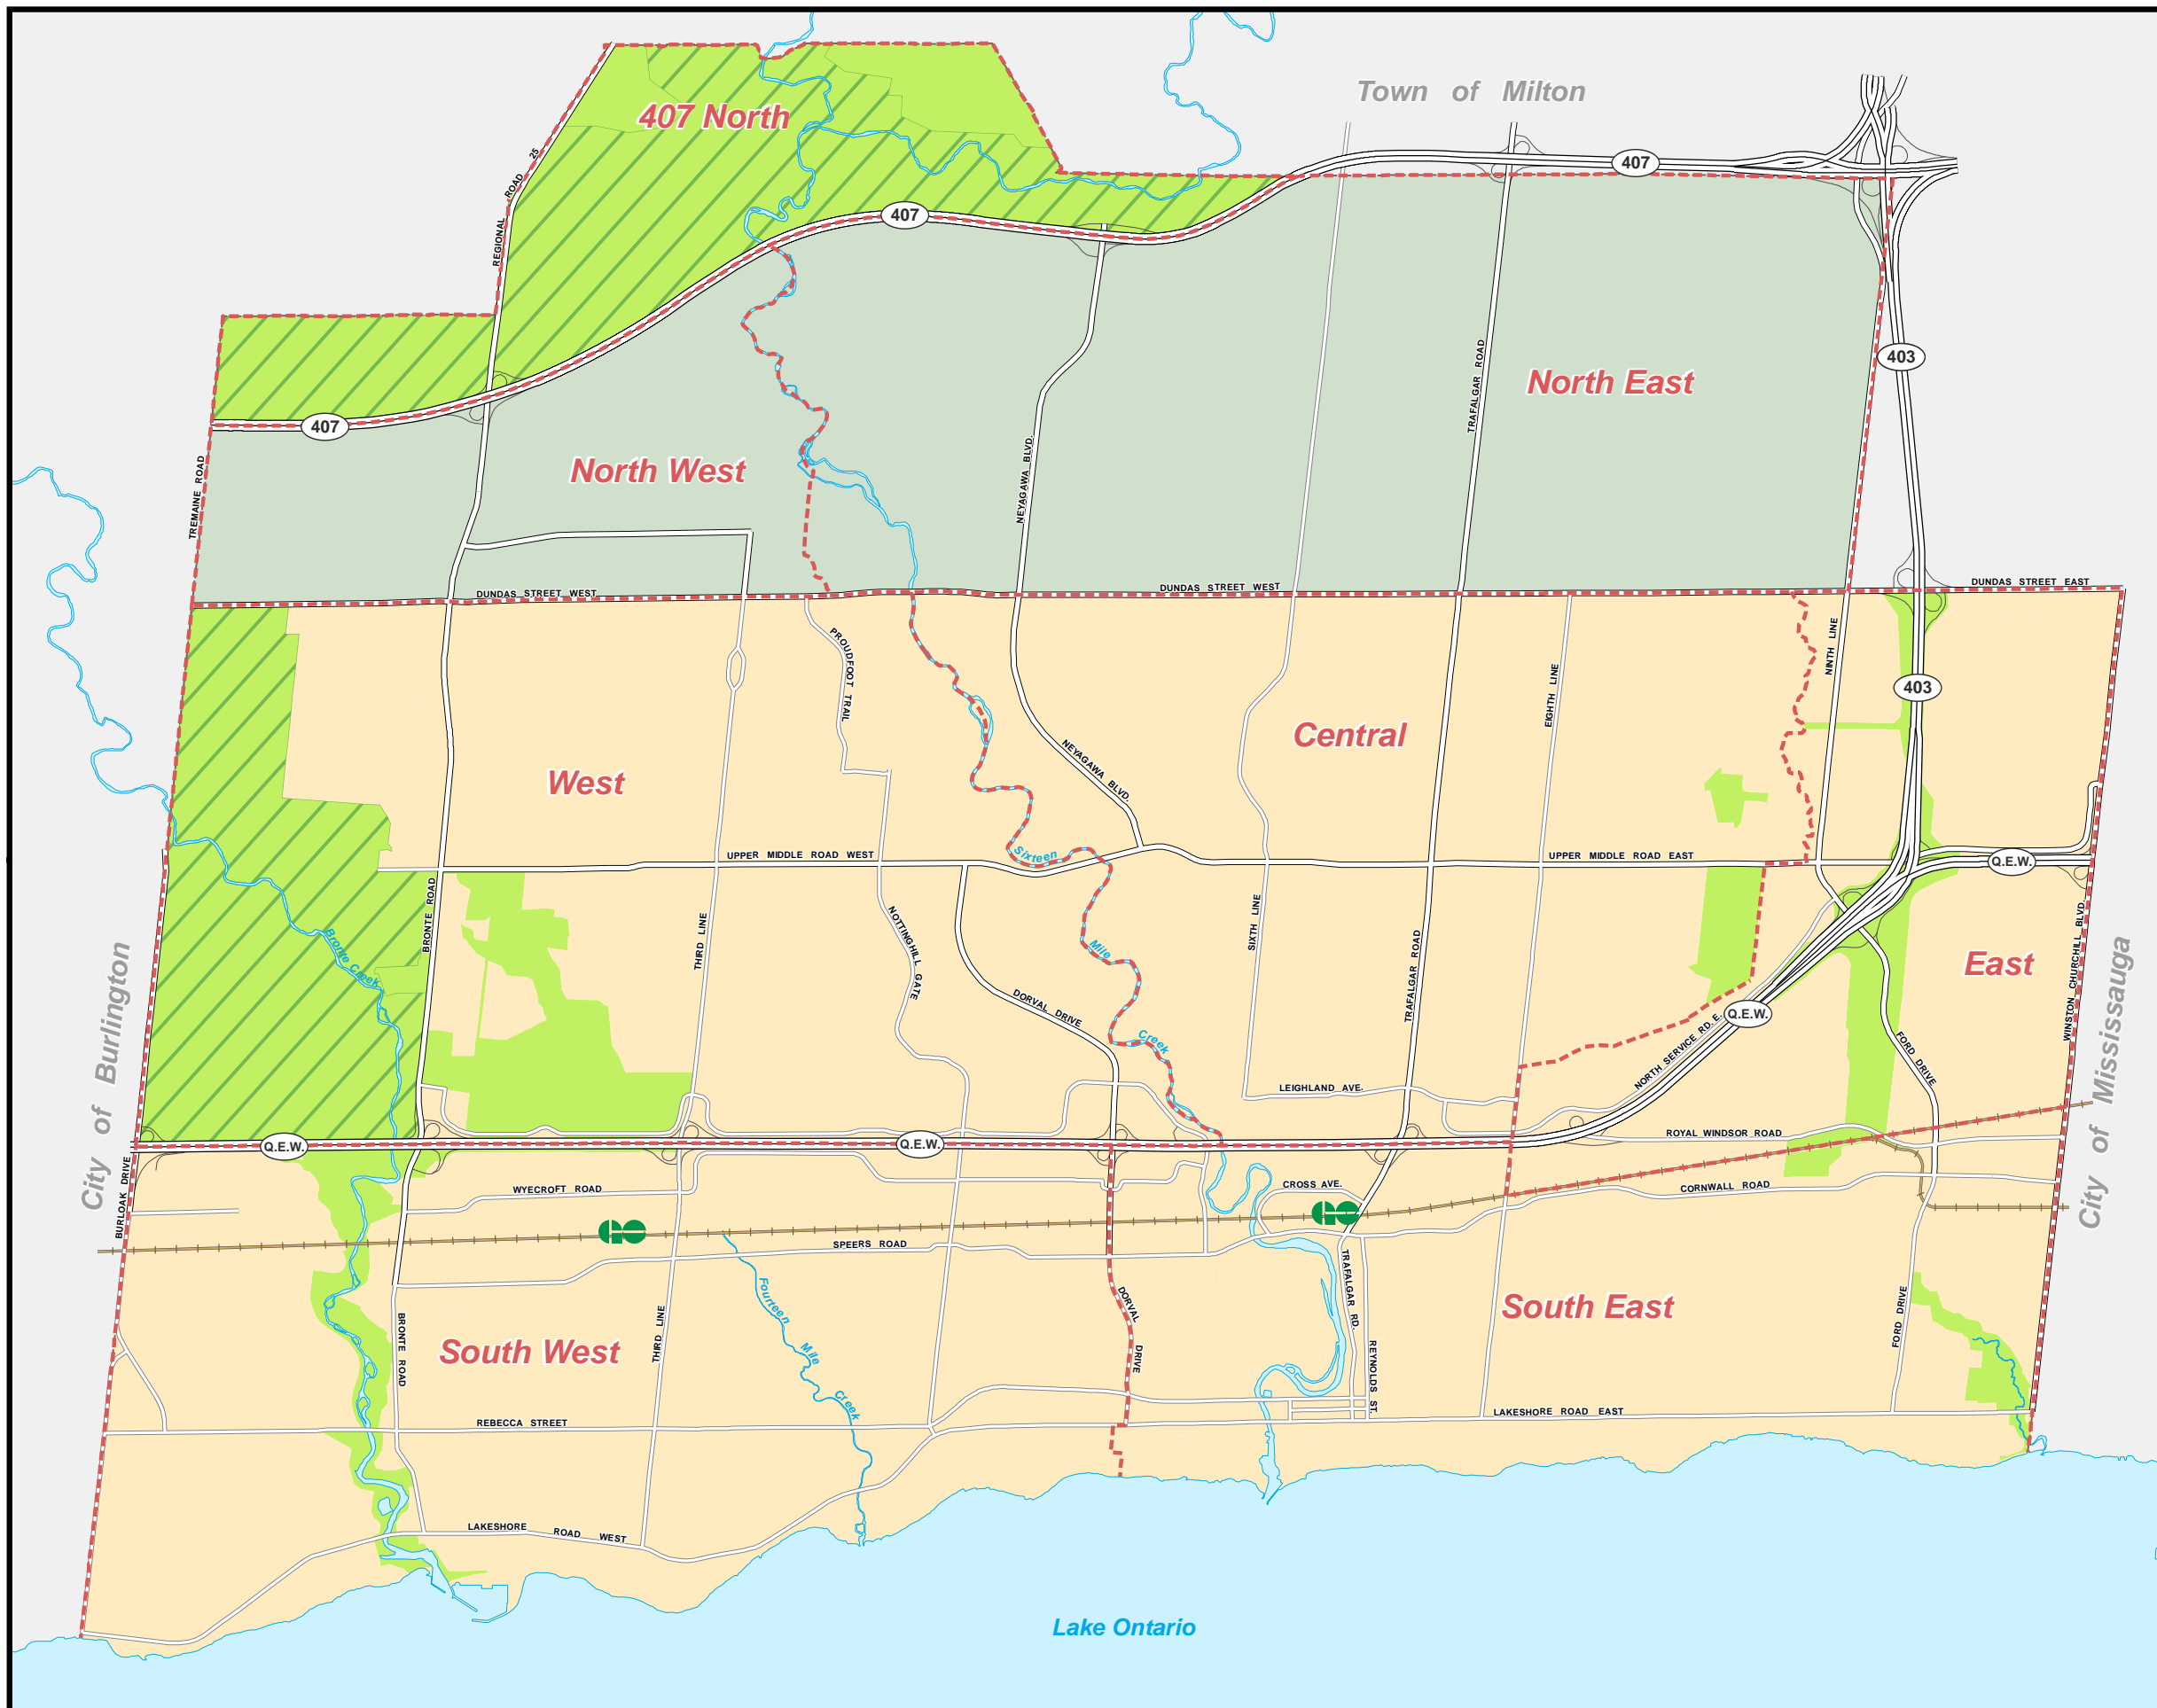 Town of Milton
407 North
407
407
REGIONAL ROAD 25
403
North East
TRAFALGAR ROAD
407
North West
NEYAGAWA BLVD.
TREMAINE ROAD
DUNDAS STREET WEST
DUNDAS STREET WEST
DUNDAS STREET EAST
PROUDFOOT TRAIL
NINTH LINE
EIGHTH LINE
403
Central
NEYAGAWA BLVD.
West
UPPER MIDDLE ROAD WEST
Sixteen
UPPER MIDDLE ROAD EAST
Q.E.W.
BRONTE ROAD
THIRD LINE
NOTTINGHILL GATE
SIXTH LINE
Mile
Bronte Creek
East
WINSTON CHURCHILL BLVD.
TRAFALGAR ROAD
DORVAL DRIVE
Creek
Q.E.W.
City of Burlington
City of Mississauga
NORTH SERVICE RD. E.
FORD DRIVE
LEIGHLAND AVE.
Q.E.W.
Q.E.W.
ROYAL WINDSOR ROAD
BURLOAK DRIVE
WYECROFT ROAD
CROSS AVE.
CORNWALL ROAD
GO
GO
SPEERS ROAD
TRAFALGAR RD.
Fourteen
Mile
Creek
DORVAL
DRIVE
South East
FORD DRIVE
South West
BRONTE ROAD
THIRD LINE
REYNOLDS ST.
REBECCA STREET
LAKESHORE ROAD EAST
LAKESHORE ROAD WEST
Lake Ontario